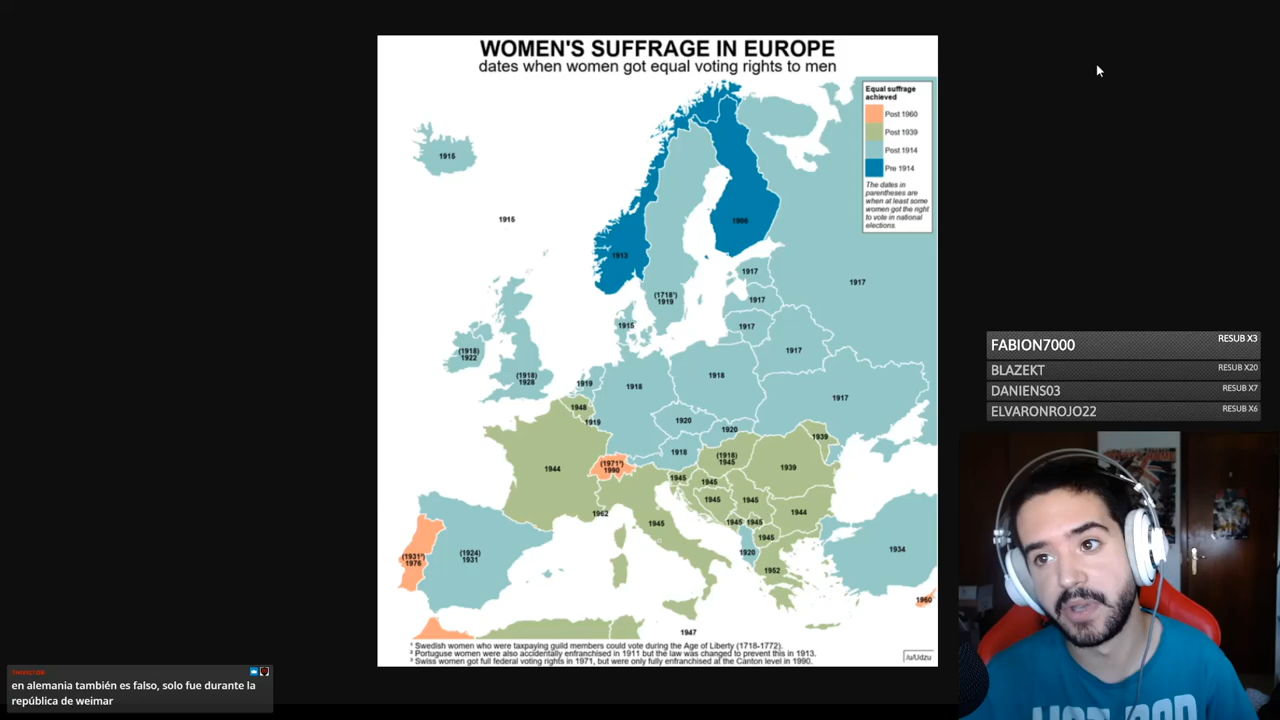 WOMEN'S SUFFRAGE IN EUROPE
dates when women got equal voting rights to men
Equal suffrage
achieved
Post 1960
Post 1939
Post 1914
Pre 1914
The dates in
parentheses are
when at least some
women got the right
to vote in national
elections.
1915
1915
1906
1913
1917
1917
(1718¹)
1919
1917
1915
1917
(1918)
1922
1917
(1918)
1928
1919
1918
1918
1917
1948
1919
1920
1920
1939
1918
(1918)
1945
1944
(1971³)
1990
1939
1945
1945
1945
1945
1962
1944
1945
1945
1945
1945
(1931²)
1976
(1924)
1931
1920
1934
1952
1960
1947
¹ Swedish women who were taxpaying guild members could vote during the Age of Liberty (1718-1772).
² Portuguse women were also accidentally enfranchised in 1911 but the law was changed to prevent this in 1913.
³ Swiss women got full federal voting rights in 1971, but were only fully enfranchised at the Canton level in 1990.
/u/Udzu
FABION7000 RESUB X3
BLAZEKT RESUB X20
DANIENS03 RESUB X7
ELVARONROJO22 RESUB X6
en alemania también es falso, solo fue durante la
república de weimar